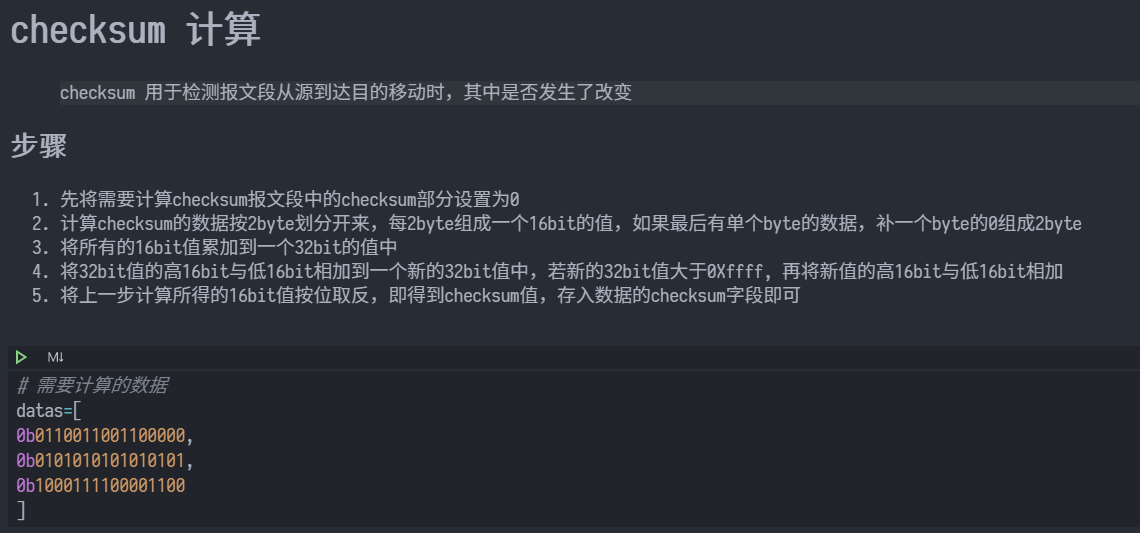 checksum 计算
checksum 用于检测报文段从源到达目的移动时，其中是否发生了改变
步骤
1. 先将需要计算checksum报文段中的checksum部分设置为0
2. 计算checksum的数据按2byte划分开来，每2byte组成一个16bit的值，如果最后有单个byte的数据，补一个byte的0组成2byte
3. 将所有的16bit值累加到一个32bit的值中
4. 将32bit值的高16bit与低16bit相加到一个新的32bit值中，若新的32bit值大于0Xffff，再将新值的高16bit与低16bit相加
5. 将上一步计算所得的16bit值按位取反，即得到checksum值，存入数据的checksum字段即可
M↓
# 需要计算的数据
datas=[
0b0110011001100000,
0b0101010101010101,
0b1000111100001100
]